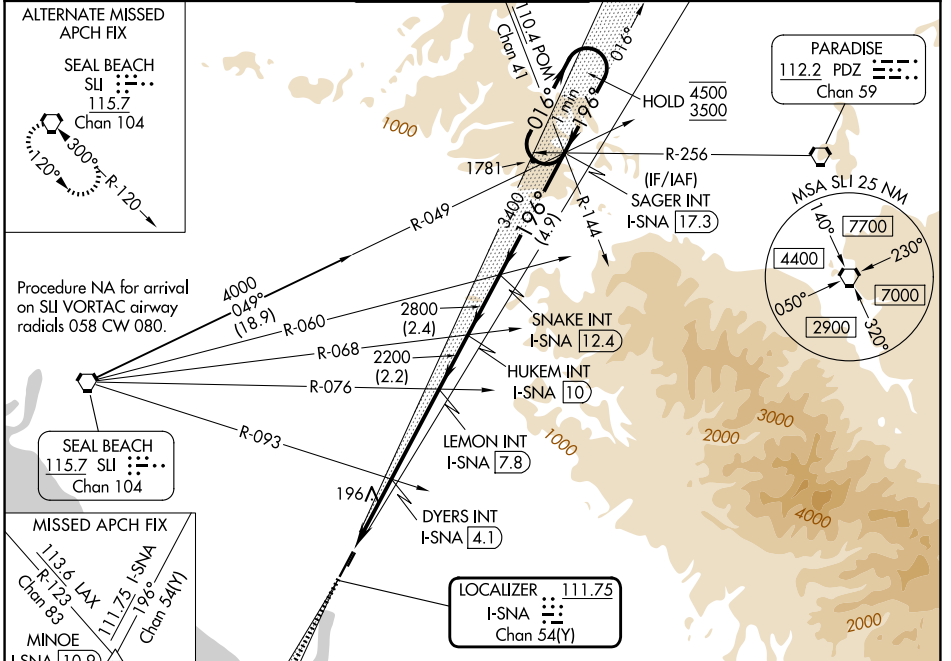 ALTERNATE MISSED
APCH FIX
SEAL BEACH
SLI
115.7
Chan 104
120°
300°
R-120
110.4 POM
Chan 41
016°
016°
1 min
196°
HOLD 4500
3500
PARADISE
112.2 PDZ
Chan 59
1000
1781
R-256
(IF/IAF)
SAGER INT
I-SNA 17.3
R-144
R-049
3400
196°
(4.9)
MSA SLI 25 NM
140°
7700
230°
4400
050°
7000
2900
320°
Procedure NA for arrival
on SLI VORTAC airway
radials 058 CW 080.
4000
049°
(18.9)
R-060
2800
(2.4)
SNAKE INT
I-SNA 12.4
R-068
2200
(2.2)
HUKEM INT
I-SNA 10
R-076
R-093
SEAL BEACH
115.7 SLI
Chan 104
LEMON INT
I-SNA 7.8
1000
2000
3000
4000
2000
196
DYERS INT
I-SNA 4.1
MISSED APCH FIX
113.6 LAX
R-123
Chan 83
111.75 I-SNA
196°
Chan 54(Y)
MINOE
I-SNA 10.9
LOCALIZER 111.75
I-SNA
Chan 54(Y)